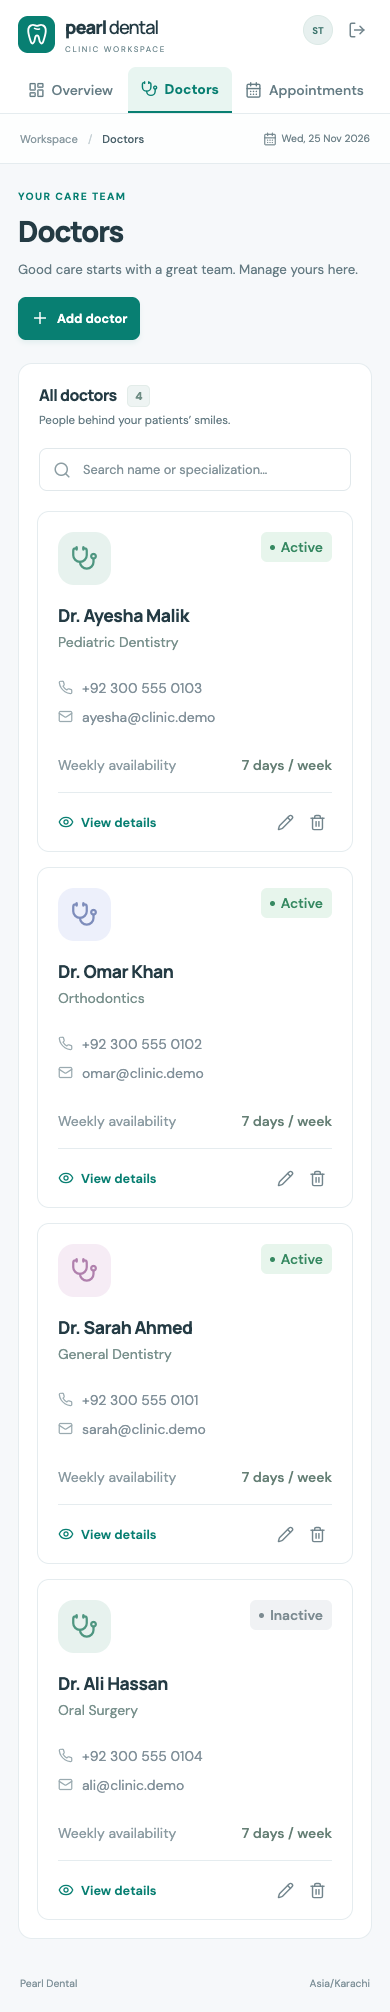 pearl dental
CLINIC WORKSPACE
ST
Overview
Doctors
Appointments
Workspace / Doctors
Wed, 25 Nov 2026
YOUR CARE TEAM
Doctors
Good care starts with a great team. Manage yours here.
+ Add doctor
All doctors 4
People behind your patients’ smiles.
Search name or specialization…
Active
Dr. Ayesha Malik
Pediatric Dentistry
+92 300 555 0103
ayesha@clinic.demo
Weekly availability 7 days / week
View details
Active
Dr. Omar Khan
Orthodontics
+92 300 555 0102
omar@clinic.demo
Weekly availability 7 days / week
View details
Active
Dr. Sarah Ahmed
General Dentistry
+92 300 555 0101
sarah@clinic.demo
Weekly availability 7 days / week
View details
Inactive
Dr. Ali Hassan
Oral Surgery
+92 300 555 0104
ali@clinic.demo
Weekly availability 7 days / week
View details
Pearl Dental
Asia/Karachi